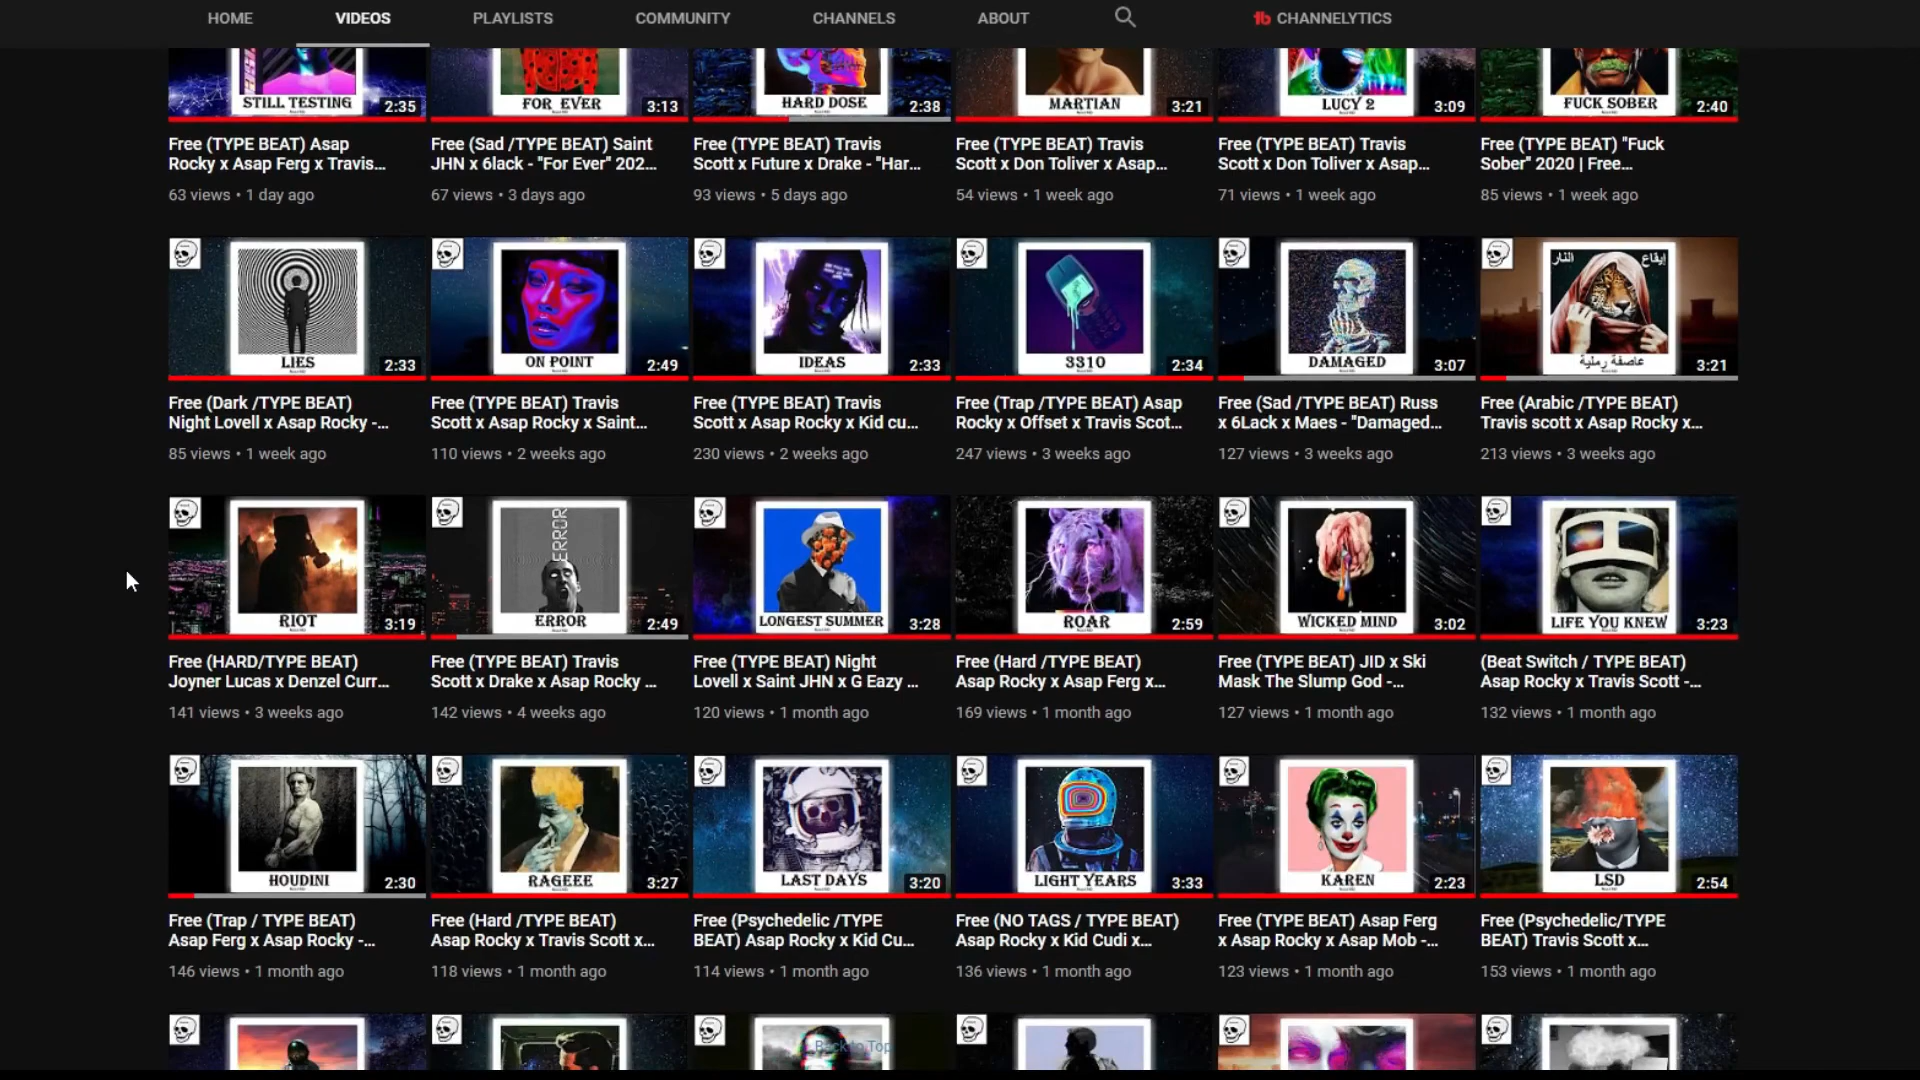 HOME VIDEOS PLAYLISTS COMMUNITY CHANNELS ABOUT CHANNELYTICS
STILL TESTING 2:35
FOR EVER 3:13
HARD DOSE 2:38
MARTIAN 3:21
LUCY 2 3:09
FUCK SOBER 2:40
Free (TYPE BEAT) Asap
Rocky x Asap Ferg x Travis...
63 views • 1 day ago
Free (Sad /TYPE BEAT) Saint
JHN x 6lack - "For Ever" 202...
67 views • 3 days ago
Free (TYPE BEAT) Travis
Scott x Future x Drake - "Har...
93 views • 5 days ago
Free (TYPE BEAT) Travis
Scott x Don Toliver x Asap...
54 views • 1 week ago
Free (TYPE BEAT) Travis
Scott x Don Toliver x Asap...
71 views • 1 week ago
Free (TYPE BEAT) "Fuck
Sober" 2020 | Free...
85 views • 1 week ago
LIES 2:33
ON POINT 2:49
IDEAS 2:33
3310 2:34
DAMAGED 3:07
إيقاع النار
عاصفة رملية 3:21
Free (Dark /TYPE BEAT)
Night Lovell x Asap Rocky -...
85 views • 1 week ago
Free (TYPE BEAT) Travis
Scott x Asap Rocky x Saint...
110 views • 2 weeks ago
Free (TYPE BEAT) Travis
Scott x Asap Rocky x Kid cu...
230 views • 2 weeks ago
Free (Trap /TYPE BEAT) Asap
Rocky x Offset x Travis Scot...
247 views • 3 weeks ago
Free (Sad /TYPE BEAT) Russ
x 6Lack x Maes - "Damaged...
127 views • 3 weeks ago
Free (Arabic /TYPE BEAT)
Travis scott x Asap Rocky x...
213 views • 3 weeks ago
RIOT 3:19
ERROR
ERROR 2:49
LONGEST SUMMER 3:28
ROAR 2:59
WICKED MIND 3:02
LIFE YOU KNEW 3:23
Free (HARD/TYPE BEAT)
Joyner Lucas x Denzel Curr...
141 views • 3 weeks ago
Free (TYPE BEAT) Travis
Scott x Drake x Asap Rocky ...
142 views • 4 weeks ago
Free (TYPE BEAT) Night
Lovell x Saint JHN x G Eazy ...
120 views • 1 month ago
Free (Hard /TYPE BEAT)
Asap Rocky x Asap Ferg x...
169 views • 1 month ago
Free (TYPE BEAT) JID x Ski
Mask The Slump God -...
127 views • 1 month ago
(Beat Switch / TYPE BEAT)
Asap Rocky x Travis Scott -...
132 views • 1 month ago
HOUDINI 2:30
RAGEEE 3:27
LAST DAYS 3:20
LIGHT YEARS 3:33
KAREN 2:23
LSD 2:54
Free (Trap / TYPE BEAT)
Asap Ferg x Asap Rocky -...
146 views • 1 month ago
Free (Hard /TYPE BEAT)
Asap Rocky x Travis Scott x...
118 views • 1 month ago
Free (Psychedelic /TYPE
BEAT) Asap Rocky x Kid Cu...
114 views • 1 month ago
Free (NO TAGS / TYPE BEAT)
Asap Rocky x Kid Cudi x...
136 views • 1 month ago
Free (TYPE BEAT) Asap Ferg
x Asap Rocky x Asap Mob -...
123 views • 1 month ago
Free (Psychedelic/TYPE
BEAT) Travis Scott x...
153 views • 1 month ago
Back to Top